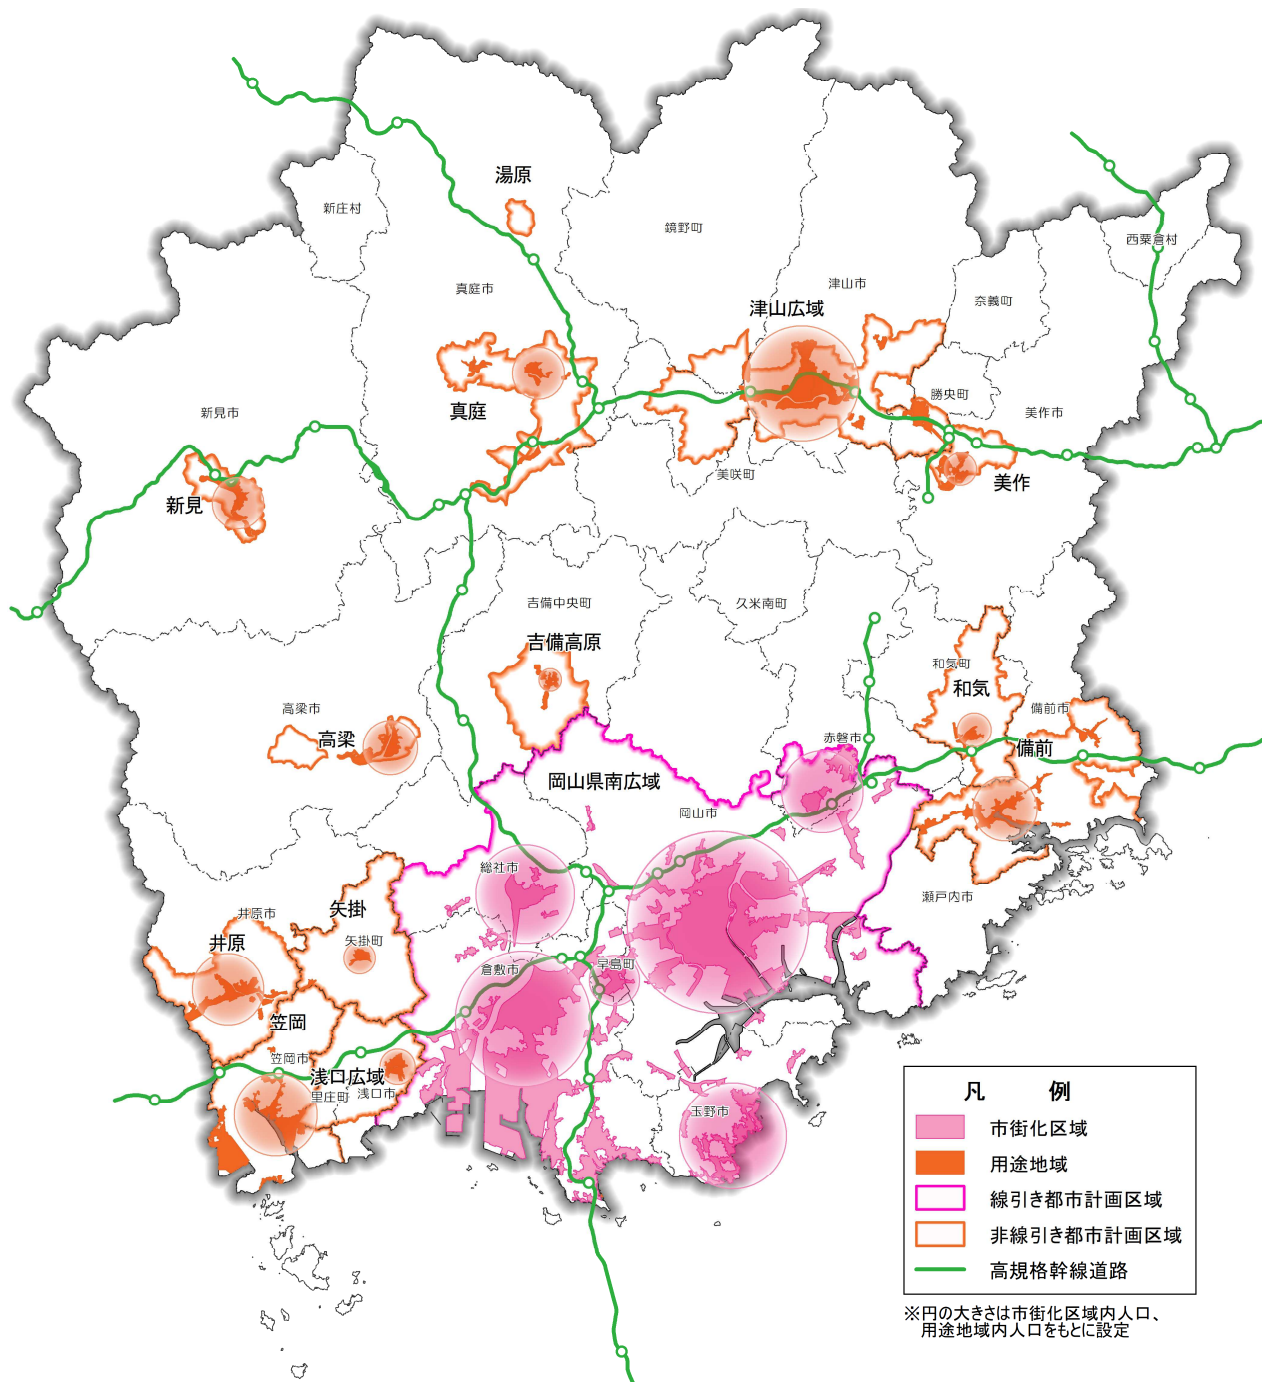 湯原
新庄村
鏡野町
西粟倉村
真庭市
津山市
奈義町
津山広域
勝央町
新見市
真庭
美作市
美咲町
美作
新見
吉備中央町
久米南町
吉備高原
和気町
和気
高梁市
備前市
高梁
赤磐市
備前
岡山県南広域
岡山市
総社市
瀬戸内市
矢掛
井原市
井原
矢掛町
倉敷市
早島町
笠岡
笠岡市
浅口広域
里庄町
浅口市
玉野市
凡 例
市街化区域
用途地域
線引き都市計画区域
非線引き都市計画区域
高規格幹線道路
※円の大きさは市街化区域内人口、
用途地域内人口をもとに設定